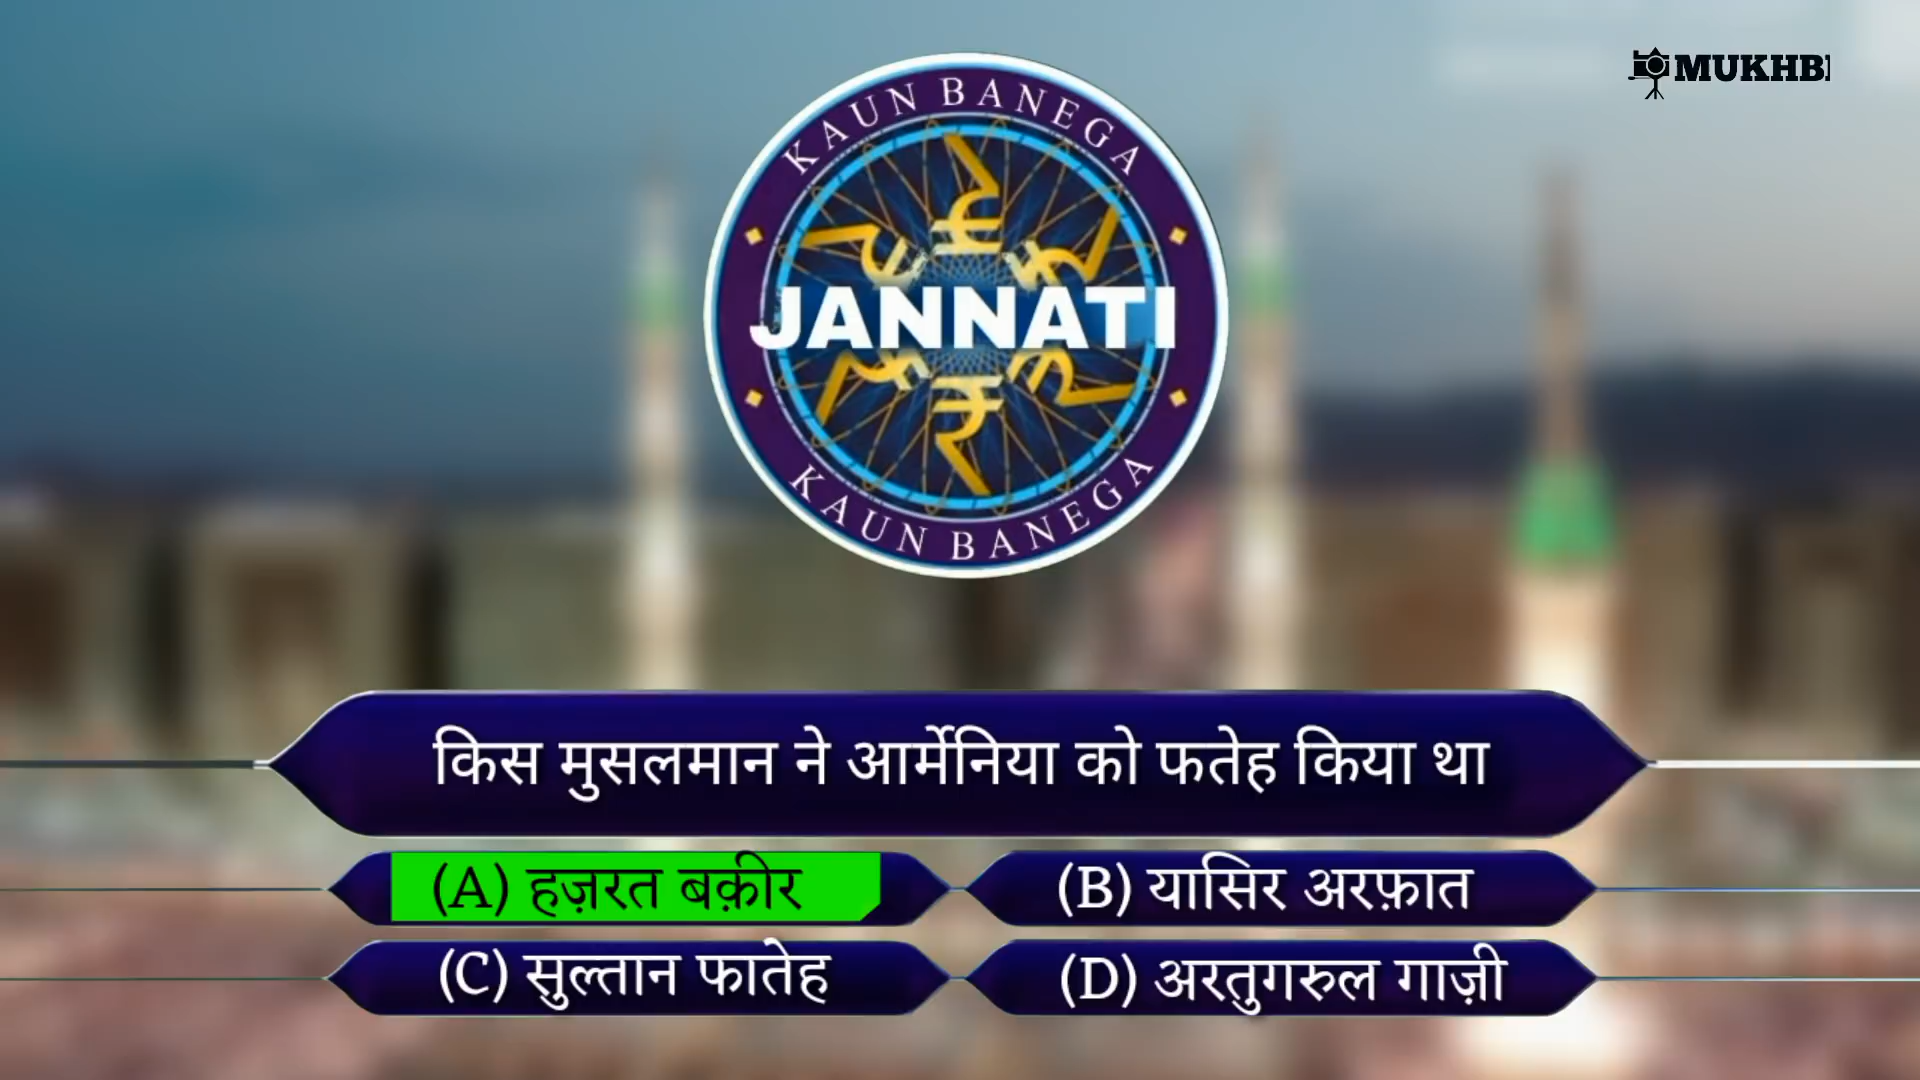 MUKHB
KAUN BANEGA
JANNATI
KAUN BANEGA
किस मुसलमान ने आर्मेनिया को फतेह किया था
(A) हज़रत बक़ीर
(B) यासिर अरफ़ात
(C) सुल्तान फातेह
(D) अरतुगरुल गाज़ी